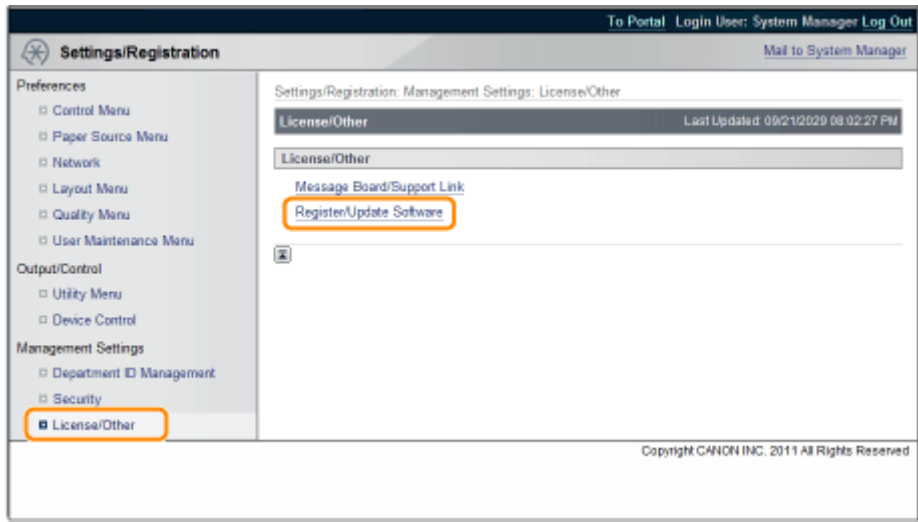 To Portal Login User: System Manager Log Out
Settings/Registration
Mail to System Manager
Preferences
Control Menu
Paper Source Menu
Network
Layout Menu
Quality Menu
User Maintenance Menu
Output/Control
Utility Menu
Device Control
Management Settings
Department ID Management
Security
License/Other
Settings/Registration: Management Settings: License/Other
License/Other
Last Updated: 09/21/2029 08:02:27 PM
License/Other
Message Board/Support Link
Register/Update Software
Copyright CANON INC. 2011 All Rights Reserved